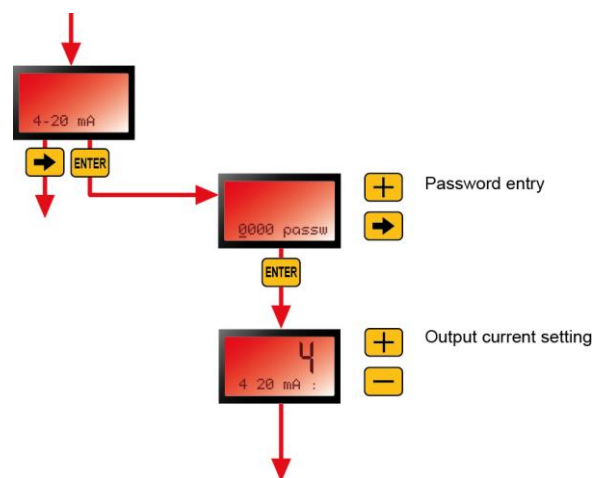 4-20 mA
ENTER
0000 passw
Password entry
ENTER
4
4 20 mA :
Output current setting